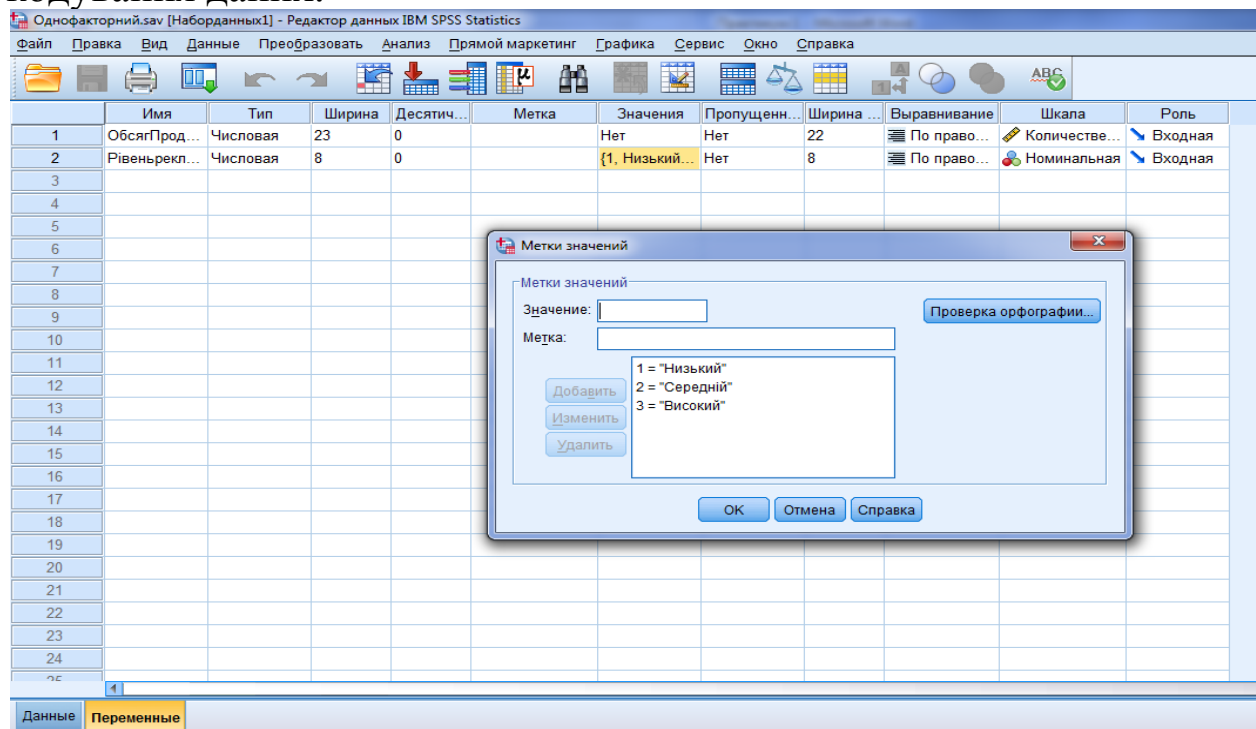 кодування даних.
Однофакторний.sav [Наборданных1] - Редактор данных IBM SPSS Statistics
Файл Правка Вид Данные Преобразовать Анализ Прямой маркетинг Графика Сервис Окно Справка
Имя Тип Ширина Десятич... Метка Значения Пропущенн... Ширина ... Выравнивание Шкала Роль
1 ОбсягПрод... Числовая 23 0 Нет Нет 22 По право... Количестве... Входная
2 Рівеньрекл... Числовая 8 0 {1, Низький... Нет 8 По право... Номинальная Входная
3
4
5
6
7
8
9
10
11
12
13
14
15
16
17
18
19
20
21
22
23
24
25
Метки значений
Метки значений
Значение:
Проверка орфографии...
Метка:
1 = "Низький"
2 = "Середній"
3 = "Високий"
Добавить
Изменить
Удалить
OK Отмена Справка
Данные Переменные